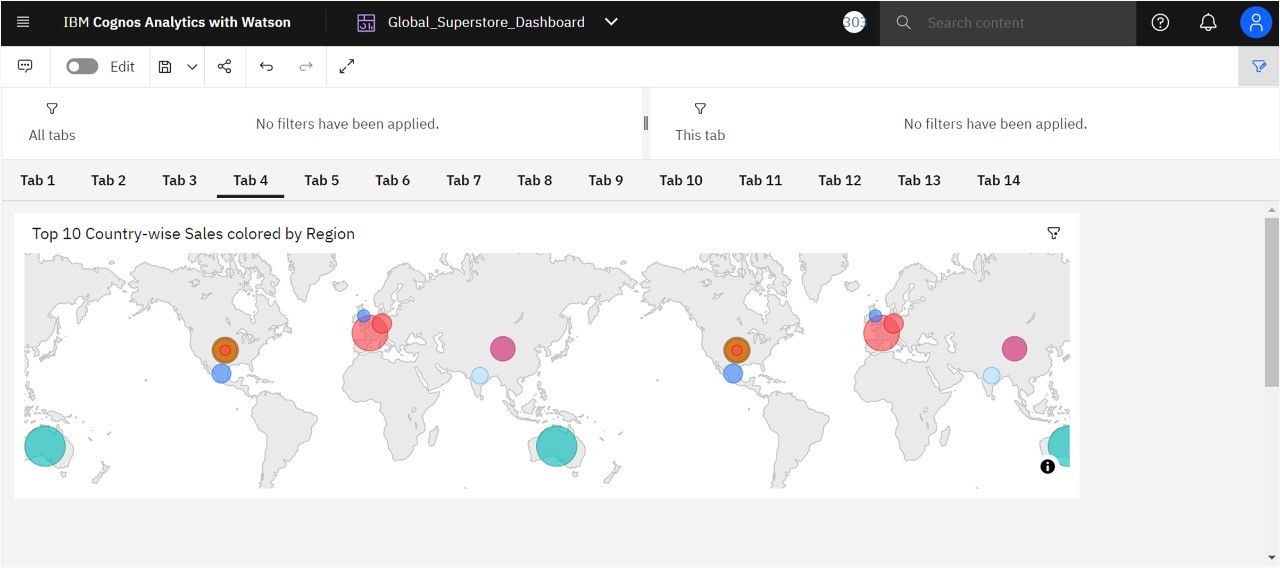 IBM Cognos Analytics with Watson
Global_Superstore_Dashboard
303
Search content
Edit
All tabs
No filters have been applied.
This tab
No filters have been applied.
Tab 1 Tab 2 Tab 3 Tab 4 Tab 5 Tab 6 Tab 7 Tab 8 Tab 9 Tab 10 Tab 11 Tab 12 Tab 13 Tab 14
Top 10 Country-wise Sales colored by Region